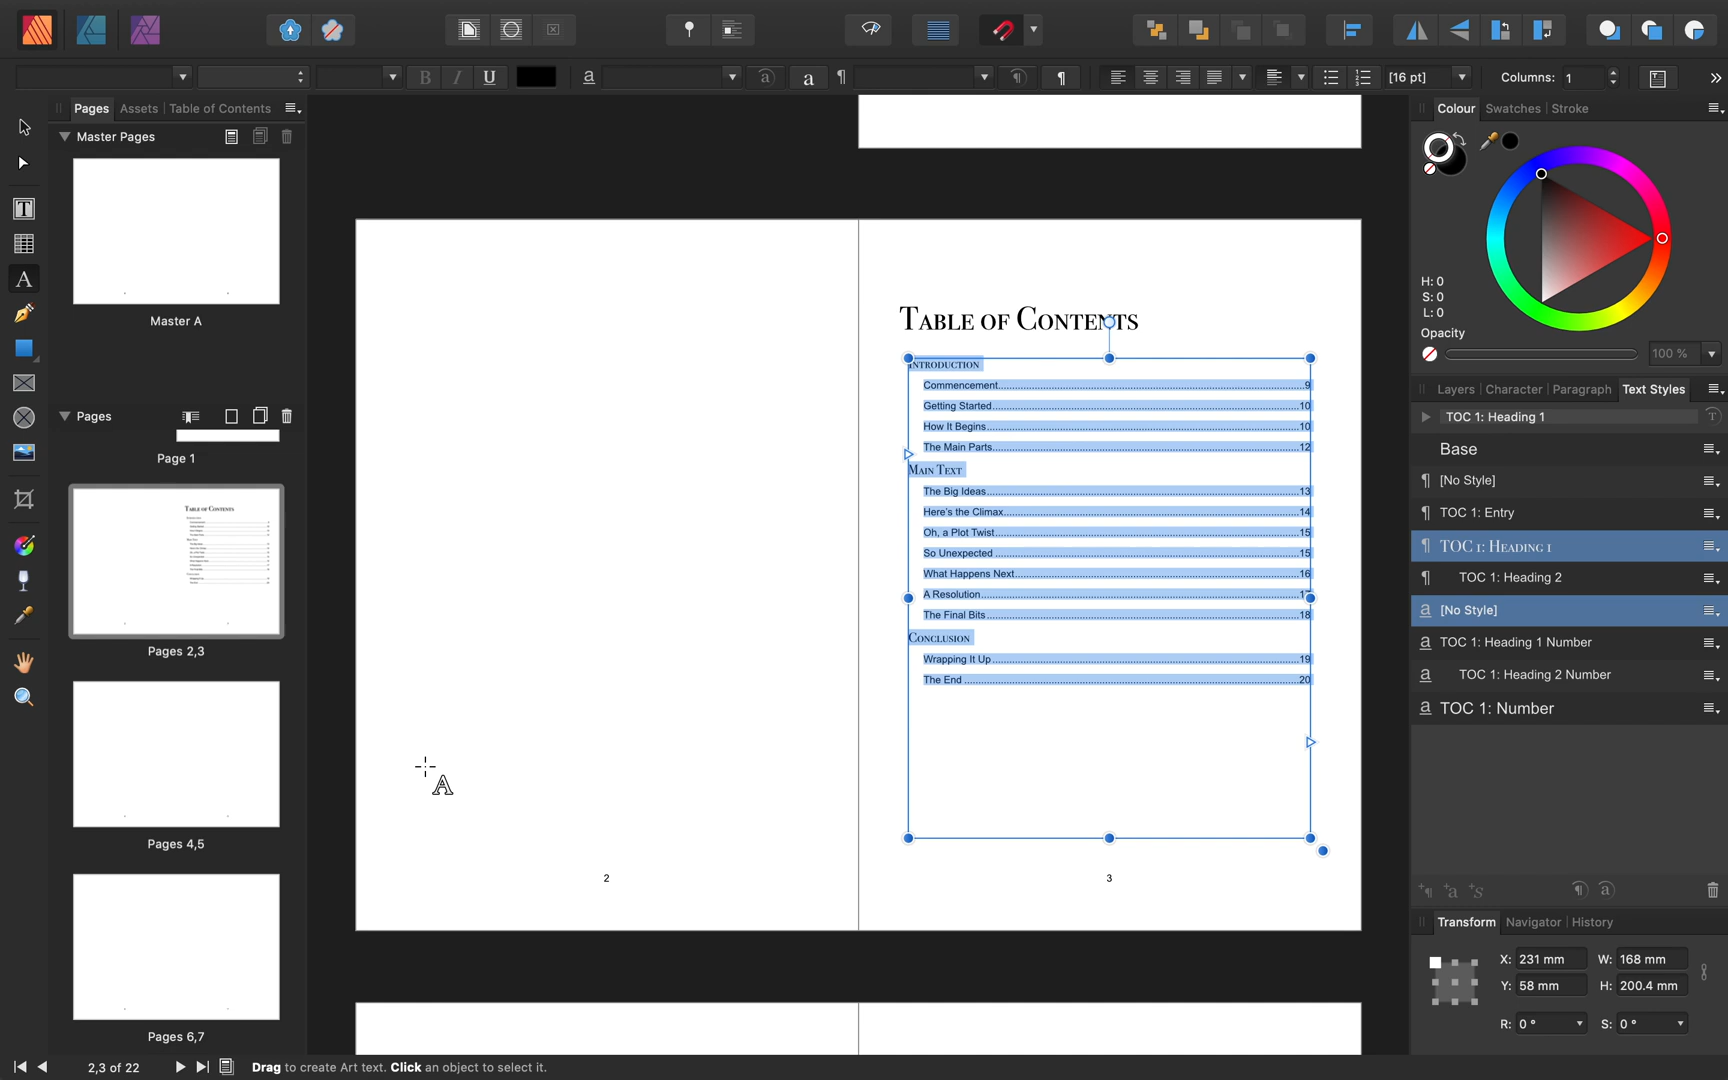 B I U a a a ¶ ¶ ¶ [16 pt] Columns: 1 »
Pages Assets Table of Contents
Master Pages
Master A
Pages
Page 1
Table of Contents
Pages 2,3
Pages 4,5
Pages 6,7
Table of Contents
Introduction
Commencement 9
Getting Started 10
How It Begins 10
The Main Parts 12
Main Text
The Big Ideas 13
Here's the Climax 14
Oh, a Plot Twist 15
So Unexpected 15
What Happens Next 16
A Resolution
The Final Bits 18
Conclusion
Wrapping It Up 19
The End 20
2
3
Colour Swatches Stroke
H: 0
S: 0
L: 0
Opacity
100 %
Layers Character Paragraph Text Styles
TOC 1: Heading 1
Base
¶ [No Style]
¶ TOC 1: Entry
¶ TOC 1: Heading 1
¶ TOC 1: Heading 2
a [No Style]
a TOC 1: Heading 1 Number
a TOC 1: Heading 2 Number
a TOC 1: Number
Transform Navigator History
X: 231 mm W: 168 mm
Y: 58 mm H: 200.4 mm
R: 0 ° S: 0 °
2,3 of 22
Drag to create Art text. Click an object to select it.